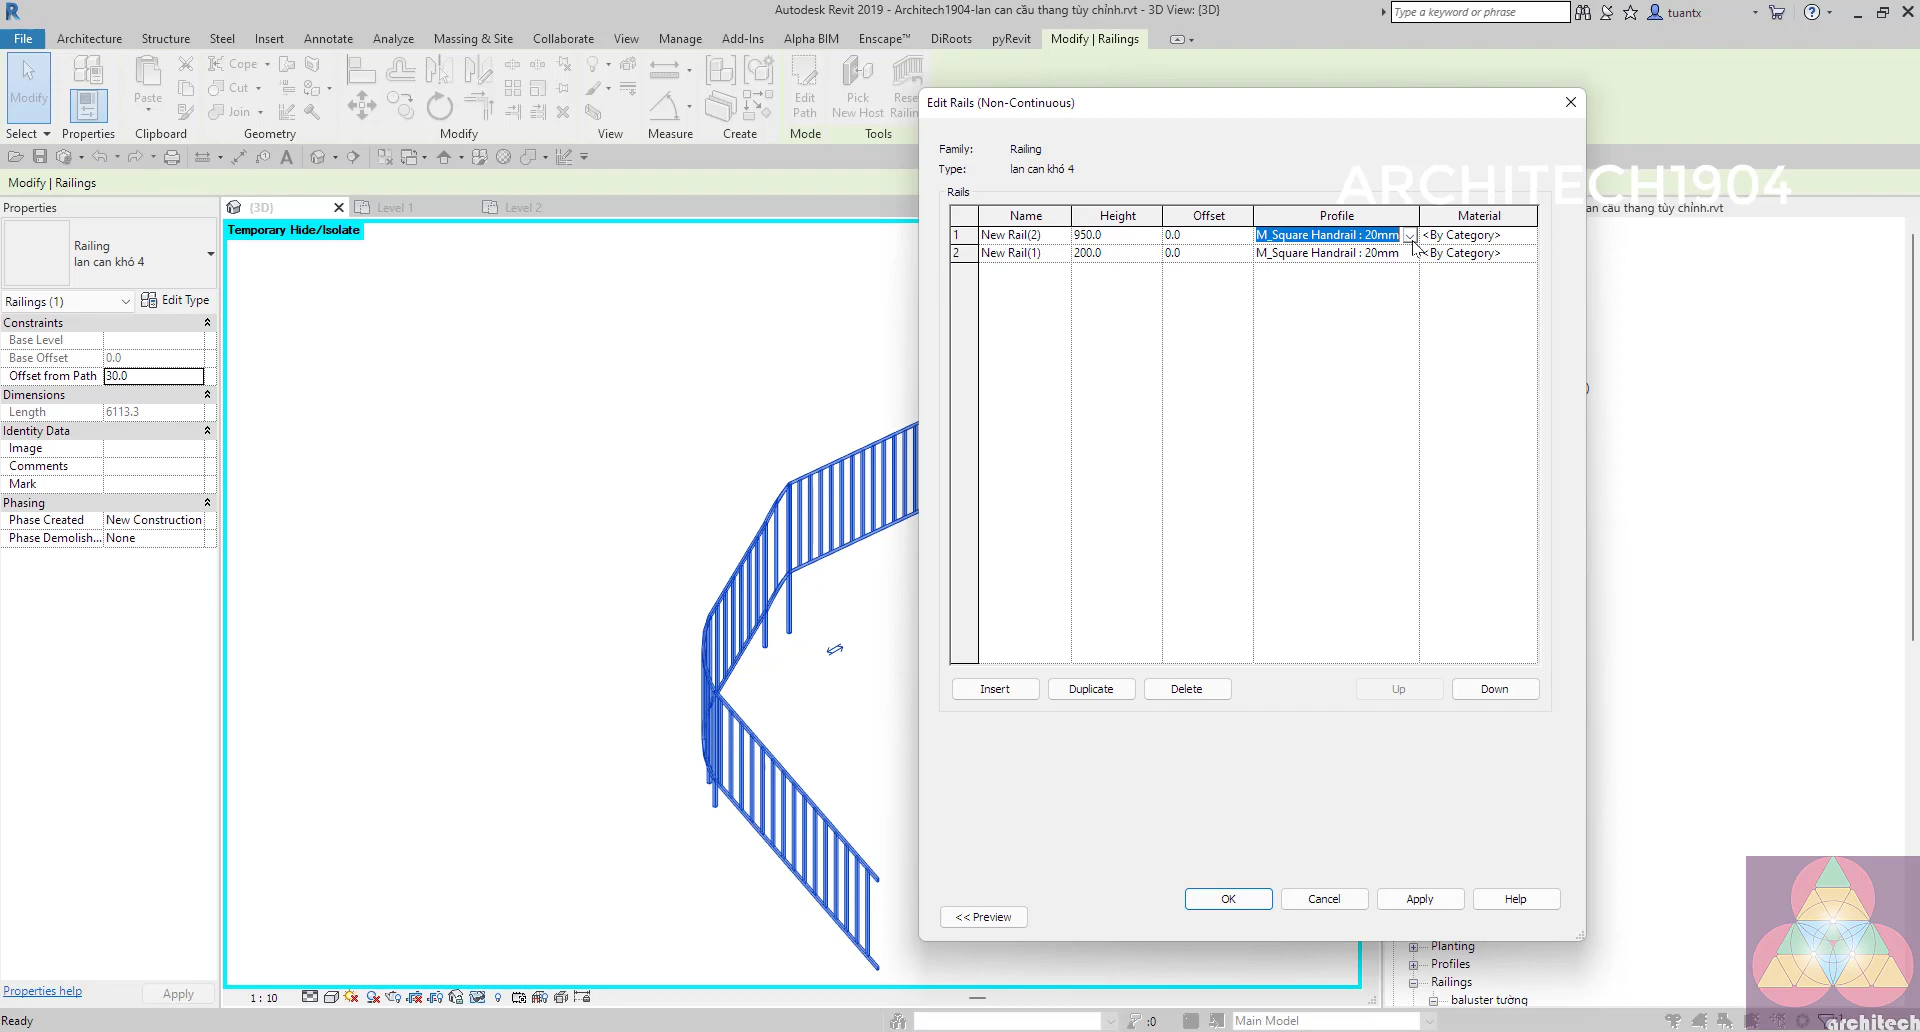 Autodesk Revit 2019 - Architech1904-lan can cầu thang tùy chỉnh.rvt - 3D View: {3D}
Type a keyword or phrase
tuantx
File Architecture Structure Steel Insert Annotate Analyze Massing & Site Collaborate View Manage Add-Ins Alpha BIM Enscape™ DiRoots pyRevit Modify | Railings
Modify
Paste
Cope
Cut
Join
Edit Path
Pick New Host
Select Properties Clipboard Geometry Modify View Measure Create Mode Tools
Modify | Railings
Properties
Railing
lan can khó 4
Railings (1)
Edit Type
Constraints
Base Level
Base Offset 0.0
Offset from Path 30.0
Dimensions
Length 6113.3
Identity Data
Image
Comments
Mark
Phasing
Phase Created New Construction
Phase Demolish... None
Properties help
Apply
{3D}
Level 1
Level 2
Temporary Hide/Isolate
Edit Rails (Non-Continuous)
Family: Railing
Type: lan can khó 4
ARCHITECH1904
Rails
an cầu thang tùy chỉnh.rvt
Name Height Offset Profile Material
1 New Rail(2) 950.0 0.0 M_Square Handrail : 20mm <By Category>
2 New Rail(1) 200.0 0.0 M_Square Handrail : 20mm <By Category>
Insert Duplicate Delete Up Down
OK Cancel Apply Help
<< Preview
Planting
Profiles
Railings
baluster tường
1 : 10
Ready
:0
Main Model
architech